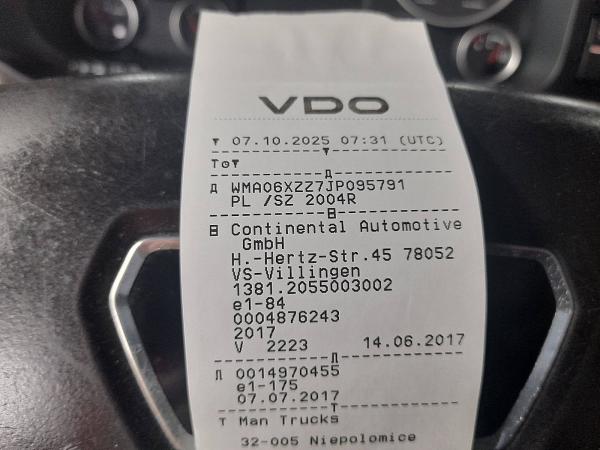 VDO
▼ 07.10.2025 07:31 (UTC)
T⊙▼
WMA06XZZ7JP095791
PL /SZ 2004R
Continental Automotive
GmbH
H.-Hertz-Str.45 78052
VS-Villingen
1381.2055003002
e1-84
0004876243
2017
V 2223 14.06.2017
0014970455
e1-175
07.07.2017
T Man Trucks
32-005 Niepolomice